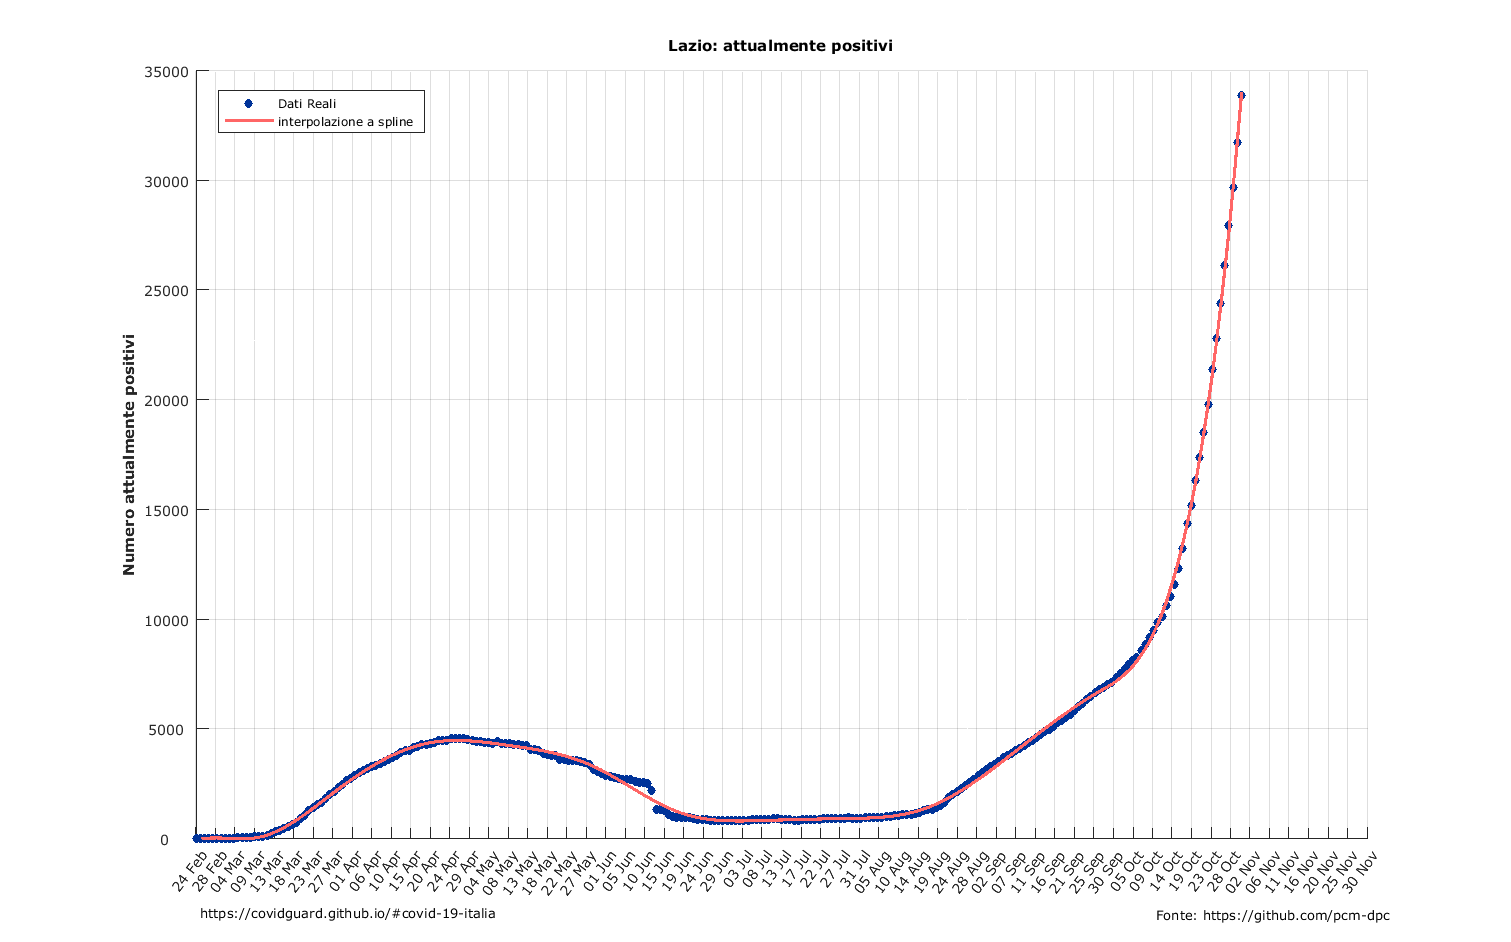 Lazio: attualmente positivi
35000
30000
25000
20000
15000
10000
5000
0
Numero attualmente positivi
Dati Reali
interpolazione a spline
24 Feb
28 Feb
04 Mar
09 Mar
13 Mar
18 Mar
23 Mar
27 Mar
01 Apr
06 Apr
10 Apr
15 Apr
20 Apr
24 Apr
29 Apr
04 May
08 May
13 May
18 May
22 May
27 May
01 Jun
05 Jun
10 Jun
15 Jun
19 Jun
24 Jun
29 Jun
03 Jul
08 Jul
13 Jul
17 Jul
22 Jul
27 Jul
31 Jul
05 Aug
10 Aug
14 Aug
19 Aug
24 Aug
28 Aug
02 Sep
07 Sep
11 Sep
16 Sep
21 Sep
25 Sep
30 Sep
05 Oct
09 Oct
14 Oct
19 Oct
23 Oct
28 Oct
02 Nov
06 Nov
11 Nov
16 Nov
20 Nov
25 Nov
30 Nov
https://covidguard.github.io/#covid-19-italia
Fonte: https://github.com/pcm-dpc